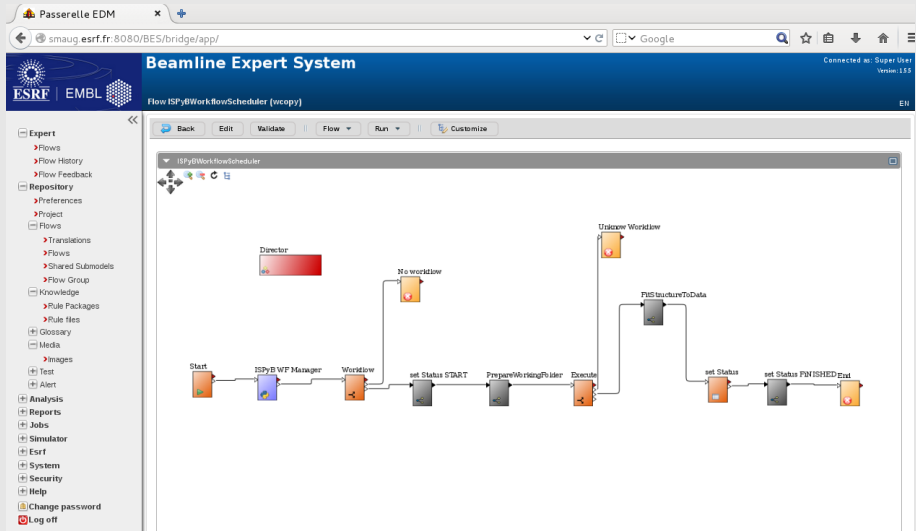 Passerelle EDM
smaug.esrf.fr:8080/BES/bridge/app/
Google
ESRF | EMBL
Beamline Expert System
Connected as: Super User
Version: 1.5.5
Flow ISPyBWorkflowScheduler (wcopy)
EN
Back Edit Validate Flow Run Customize
Expert
Flows
Flow History
Flow Feedback
Repository
Preferences
Project
Flows
Translations
Flows
Shared Submodels
Flow Group
Knowledge
Rule Packages
Rule files
Glossary
Media
Images
Test
Alert
Analysis
Reports
Jobs
Simulator
Esrf
System
Security
Help
Change password
Log off
ISPyBWorkflowScheduler
Unknow Workflow
Director
No workflow
FitStructureToData
Start
ISPyB WF Manager
Workflow
set Status START
PrepareWorkingFolder
Execute
set Status
set Status FINISHED
End